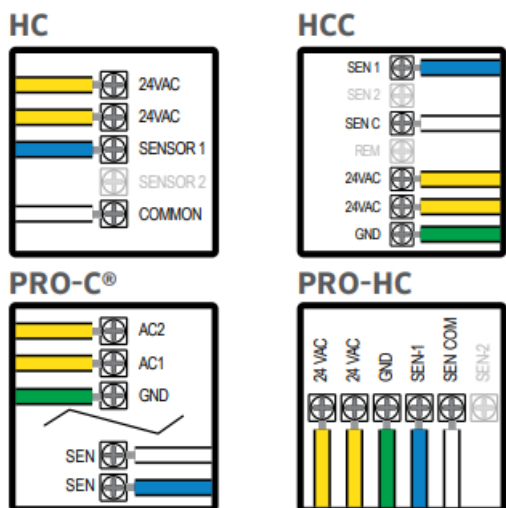 HC
24VAC
24VAC
SENSOR 1
SENSOR 2
COMMON
HCC
SEN 1
SEN 2
SEN C
REM
24VAC
24VAC
GND
PRO-C®
AC2
AC1
GND
SEN
SEN
PRO-HC
24 VAC
24 VAC
GND
SEN-1
SEN COM
SEN-2